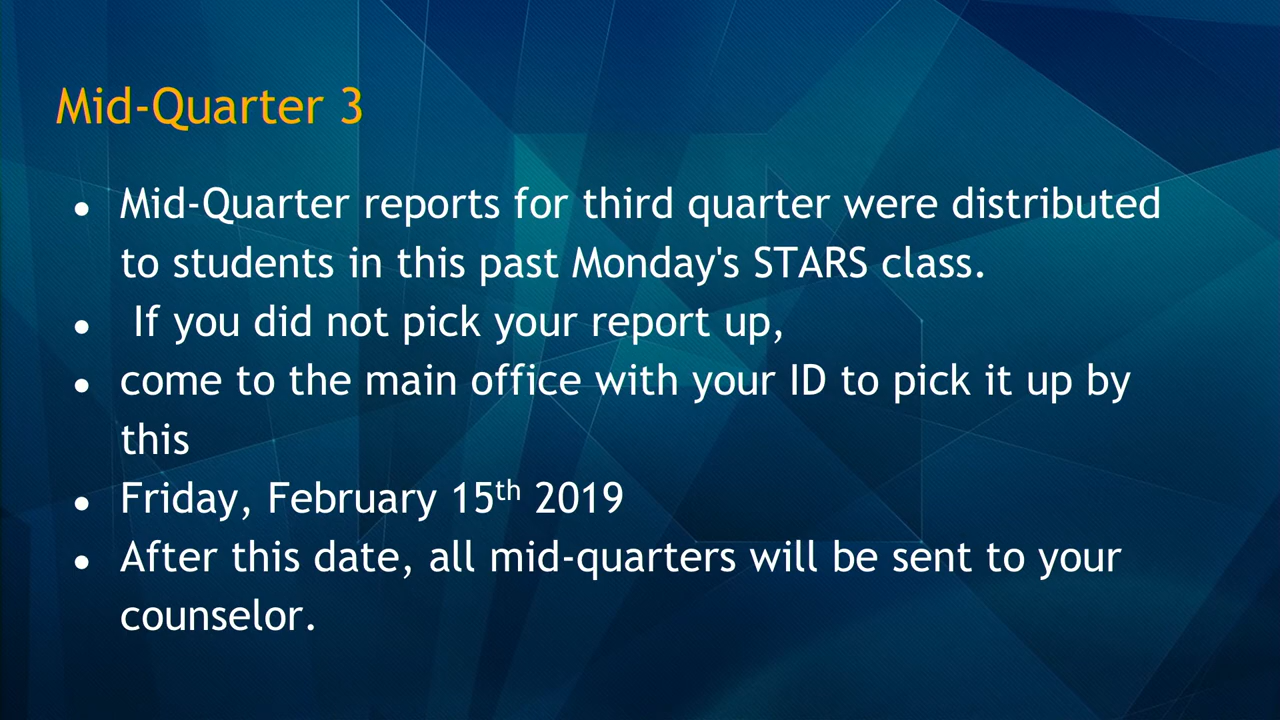 Mid-Quarter 3
• Mid-Quarter reports for third quarter were distributed
to students in this past Monday's STARS class.
• If you did not pick your report up,
• come to the main office with your ID to pick it up by
this
• Friday, February 15th 2019
• After this date, all mid-quarters will be sent to your
counselor.